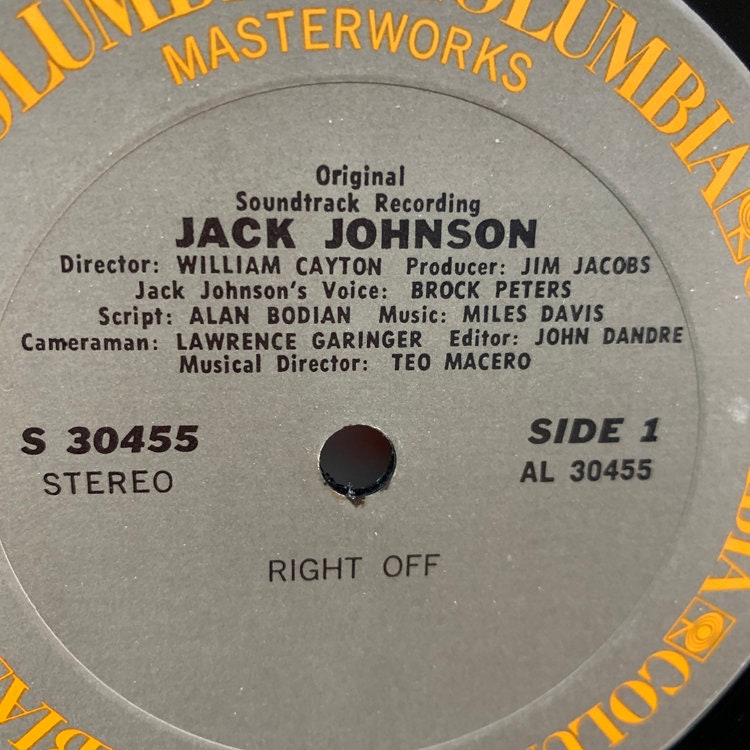 COLUMBIA
COLUMBIA
MASTERWORKS
Original
Soundtrack Recording
JACK JOHNSON
Director: WILLIAM CAYTON Producer: JIM JACOBS
Jack Johnson's Voice: BROCK PETERS
Script: ALAN BODIAN Music: MILES DAVIS
Cameraman: LAWRENCE GARINGER Editor: JOHN DANDRE
Musical Director: TEO MACERO
S 30455
SIDE 1
STEREO
AL 30455
RIGHT OFF